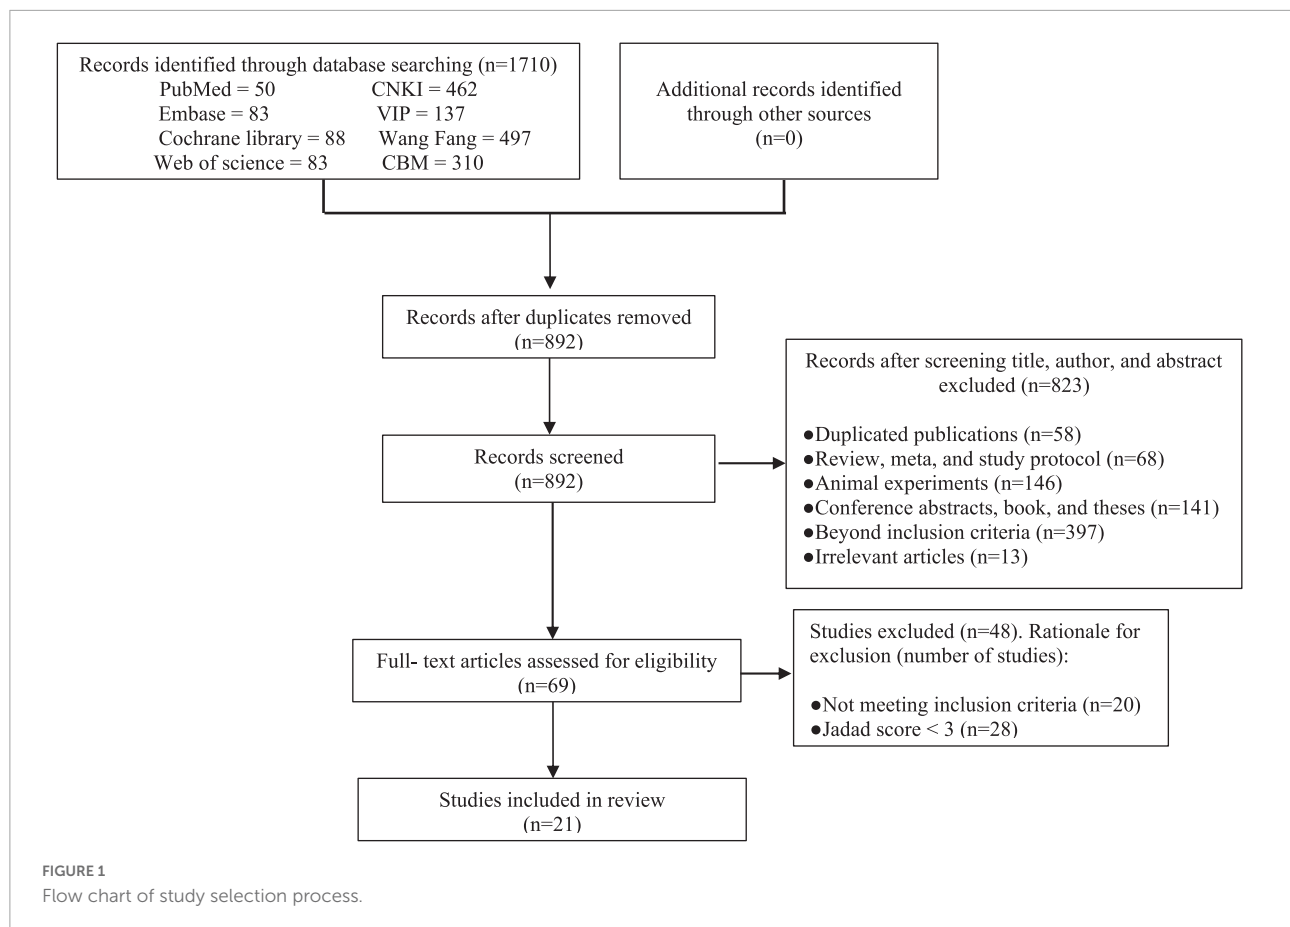 Records identified through database searching (n=1710)
PubMed = 50 CNKI = 462
Embase = 83 VIP = 137
Cochrane library = 88 Wang Fang = 497
Web of science = 83 CBM = 310
Additional records identified
through other sources
(n=0)
Records after duplicates removed
(n=892)
Records screened
(n=892)
Records after screening title, author, and abstract
excluded (n=823)
●Duplicated publications (n=58)
●Review, meta, and study protocol (n=68)
●Animal experiments (n=146)
●Conference abstracts, book, and theses (n=141)
●Beyond inclusion criteria (n=397)
●Irrelevant articles (n=13)
Full- text articles assessed for eligibility
(n=69)
Studies excluded (n=48). Rationale for
exclusion (number of studies):
●Not meeting inclusion criteria (n=20)
●Jadad score < 3 (n=28)
Studies included in review
(n=21)
FIGURE 1
Flow chart of study selection process.